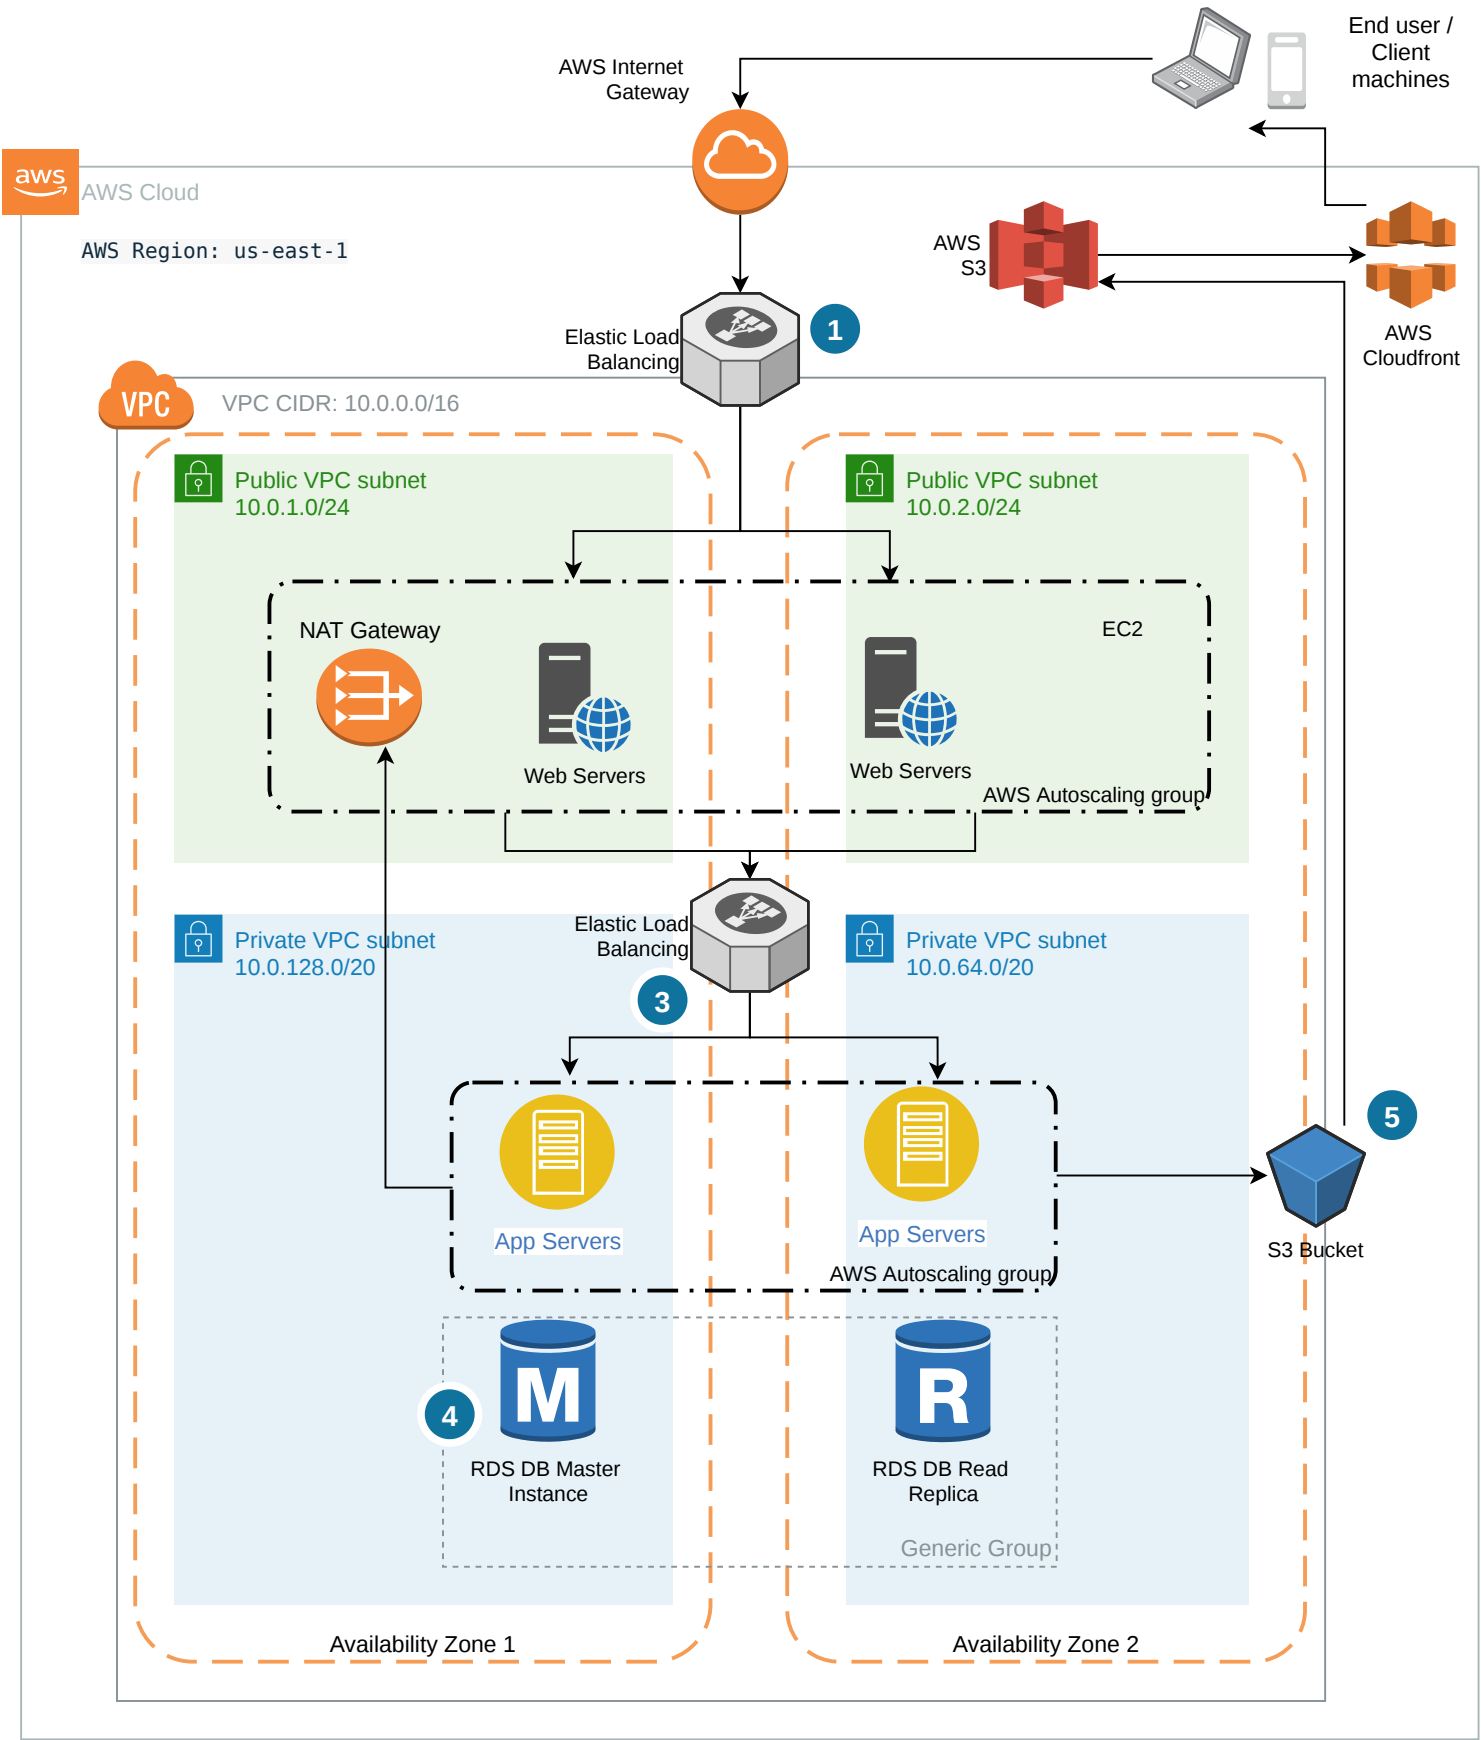 End user /
Client
machines
AWS Internet
Gateway
aws
AWS Cloud
AWS Region: us-east-1
AWS
S3
AWS
Cloudfront
Elastic Load
Balancing
1
VPC
VPC CIDR: 10.0.0.0/16
Public VPC subnet
10.0.1.0/24
Public VPC subnet
10.0.2.0/24
NAT Gateway
EC2
Web Servers
Web Servers
AWS Autoscaling group
Elastic Load
Balancing
Private VPC subnet
10.0.128.0/20
Private VPC subnet
10.0.64.0/20
3
5
App Servers
App Servers
AWS Autoscaling group
S3 Bucket
M
R
4
RDS DB Master
Instance
RDS DB Read
Replica
Generic Group
Availability Zone 1
Availability Zone 2